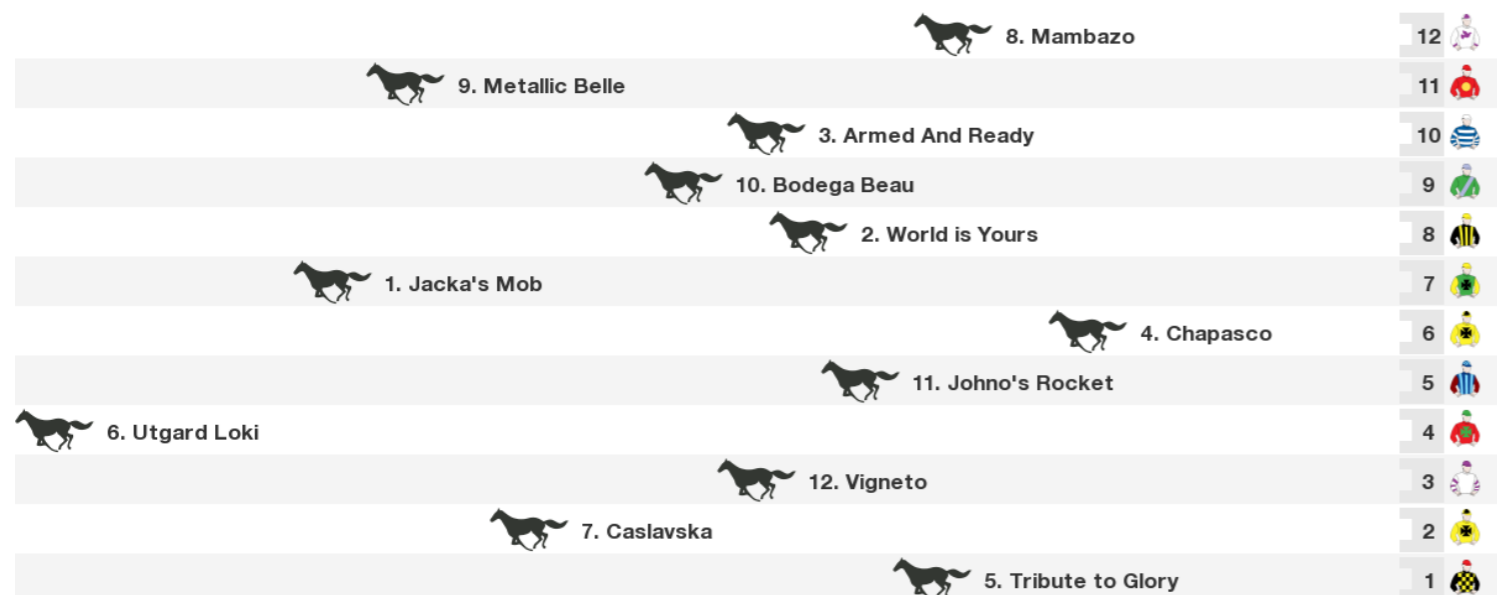 8. Mambazo 12
9. Metallic Belle 11
3. Armed And Ready 10
10. Bodega Beau 9
2. World is Yours 8
1. Jacka's Mob 7
4. Chapasco 6
11. Johno's Rocket 5
6. Utgard Loki 4
12. Vigneto 3
7. Caslavska 2
5. Tribute to Glory 1